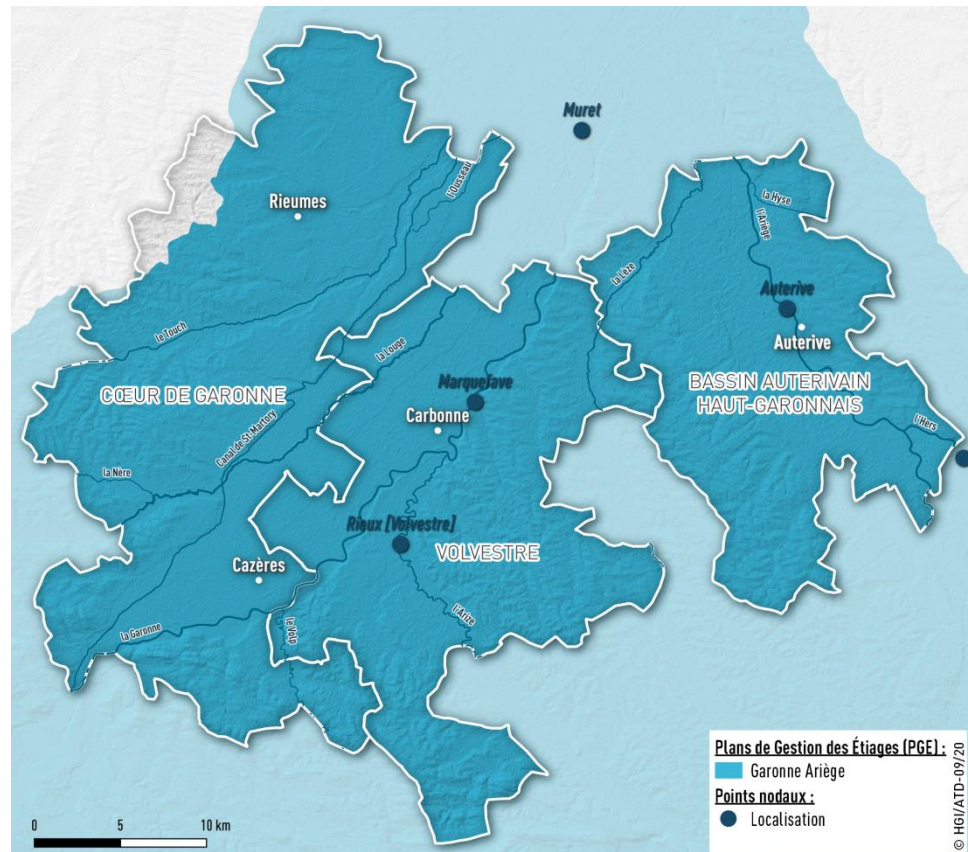 Muret
l'Ousseau
Rieumes
la Hyse
l'Ariège
la Lèze
Auterive
Auterive
le Touch
la Louge
CŒUR DE GARONNE
Marquefave
BASSIN AUTERIVAIN
HAUT-GARONNAIS
Carbonne
Canal de St-Martory
l'Hers
la Nère
Rieux [Volvestre]
VOLVESTRE
Cazères
l'Arize
la Garonne
le Volp
Plans de Gestion des Étiages (PGE) :
Garonne Ariège
Points nodaux :
Localisation
0 5 10 km
© HGI/ATD-09/20